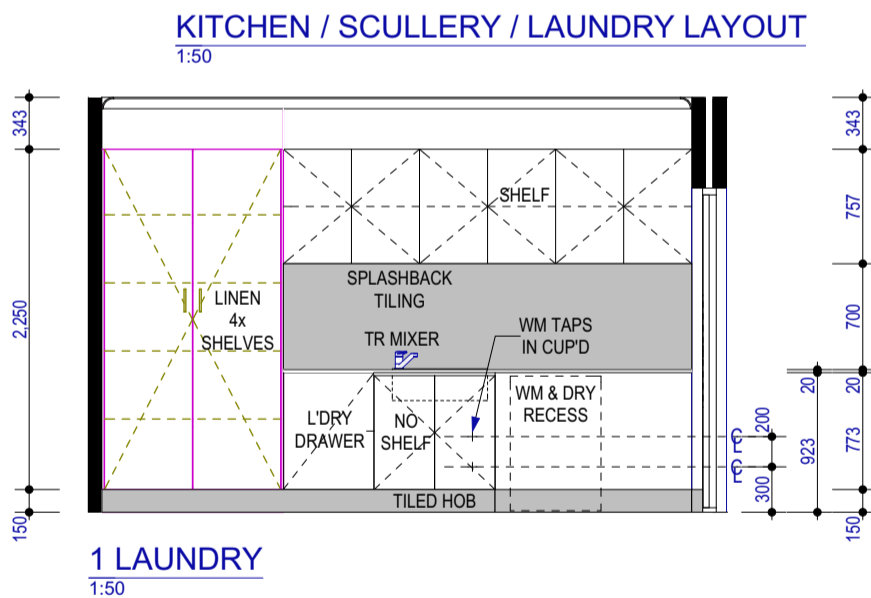 KITCHEN / SCULLERY / LAUNDRY LAYOUT
1:50
343
2,250
150
SHELF
SPLASHBACK
TILING
LINEN
4x
SHELVES
TR MIXER
WM TAPS
IN CUP'D
L'DRY
DRAWER
NO
SHELF
WM & DRY
RECESS
TILED HOB
343
757
700
20
20
773
150
923
200
300
1 LAUNDRY
1:50